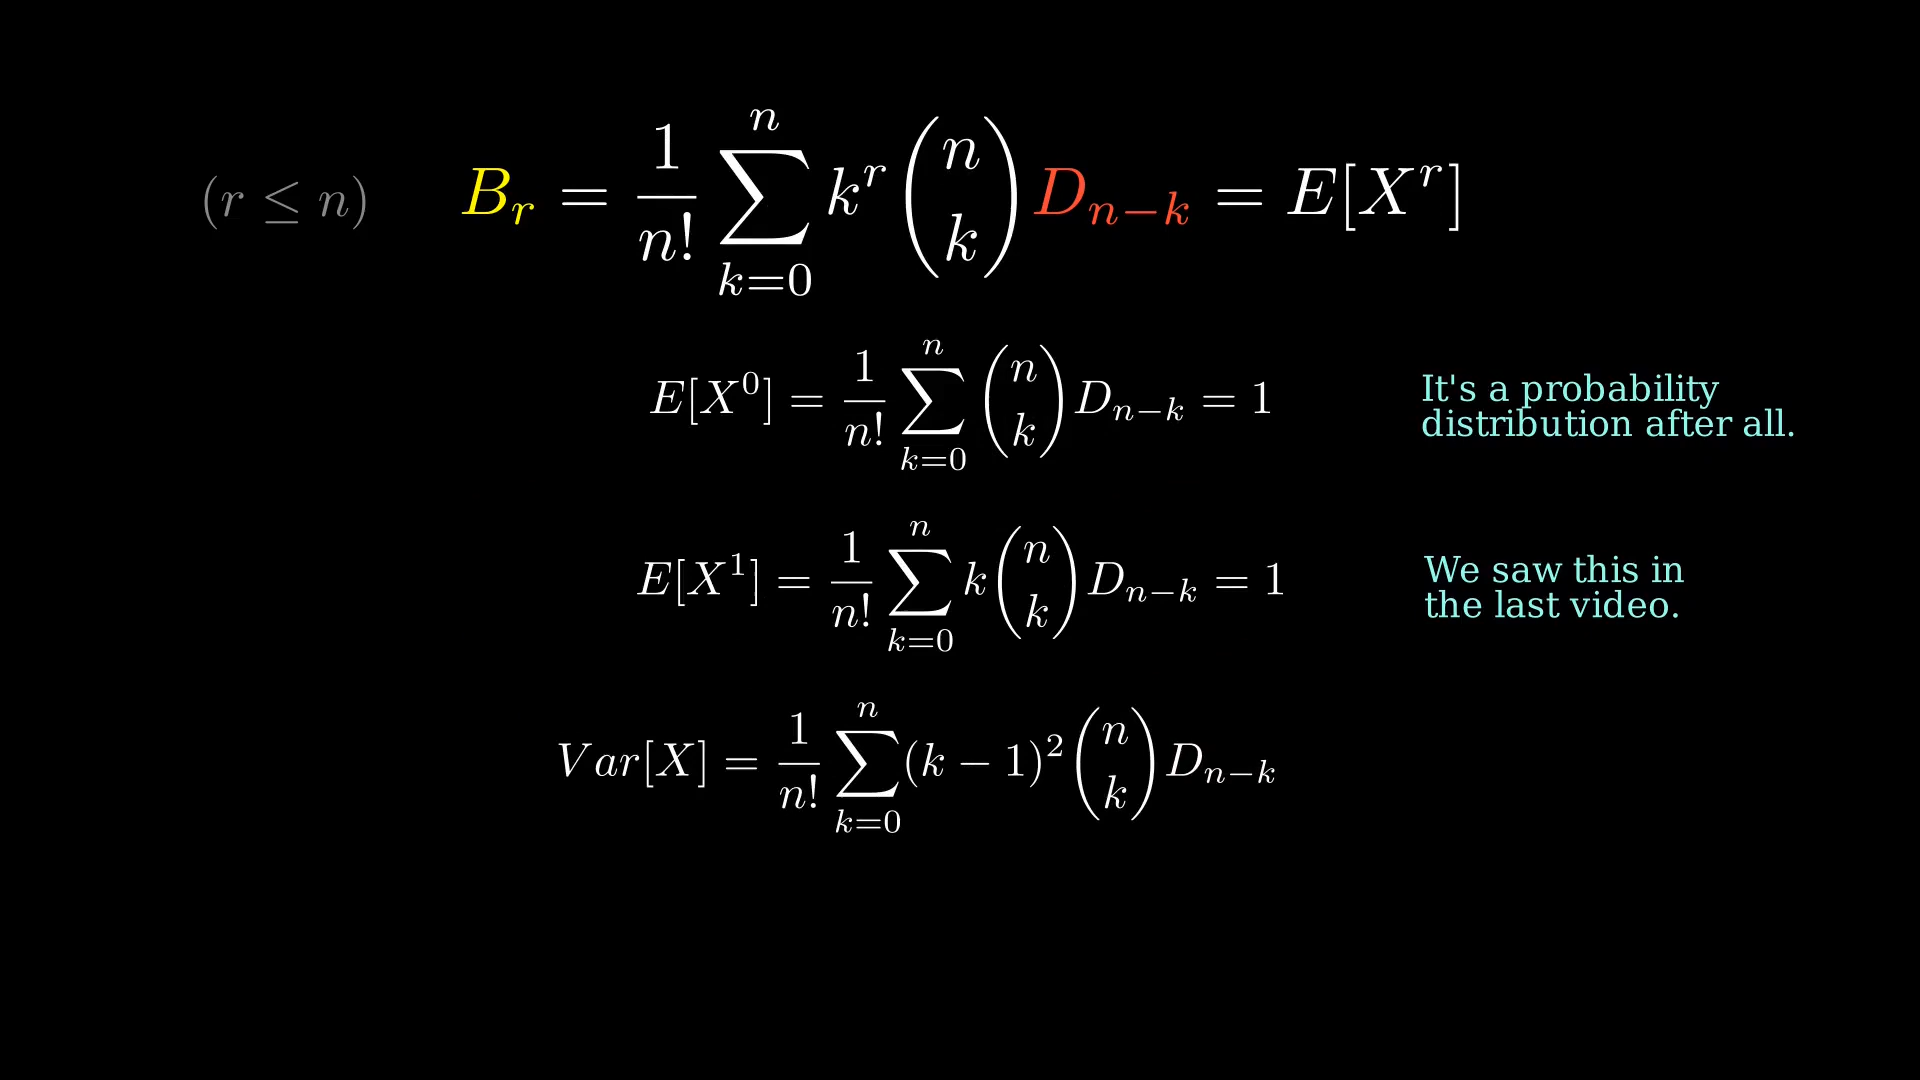 (r ≤ n) B_r = \frac{1}{n!} \sum_{k=0}^{n} k^r \binom{n}{k} D_{n-k} = E[X^r]
E[X^0] = \frac{1}{n!} \sum_{k=0}^{n} \binom{n}{k} D_{n-k} = 1
It's a probability
distribution after all.
E[X^1] = \frac{1}{n!} \sum_{k=0}^{n} k \binom{n}{k} D_{n-k} = 1
We saw this in
the last video.
Var[X] = \frac{1}{n!} \sum_{k=0}^{n} (k-1)^2 \binom{n}{k} D_{n-k}